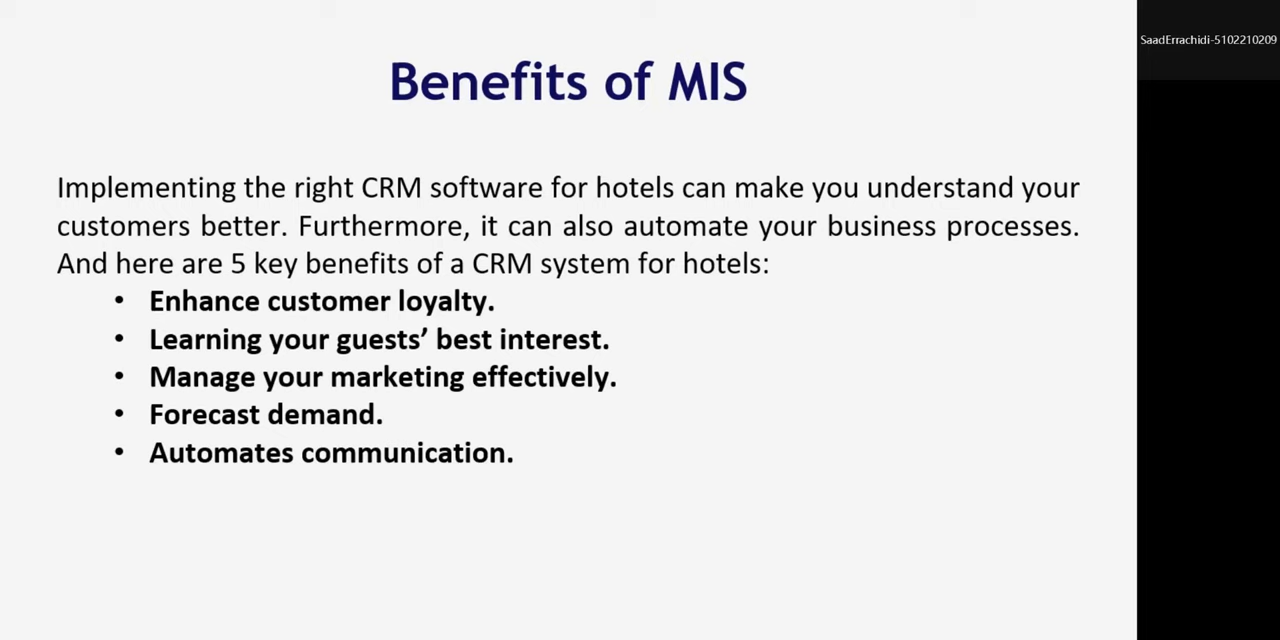 Benefits of MIS
SaadErrachidi-5102210209
Implementing the right CRM software for hotels can make you understand your
customers better. Furthermore, it can also automate your business processes.
And here are 5 key benefits of a CRM system for hotels:
• Enhance customer loyalty.
• Learning your guests’ best interest.
• Manage your marketing effectively.
• Forecast demand.
• Automates communication.